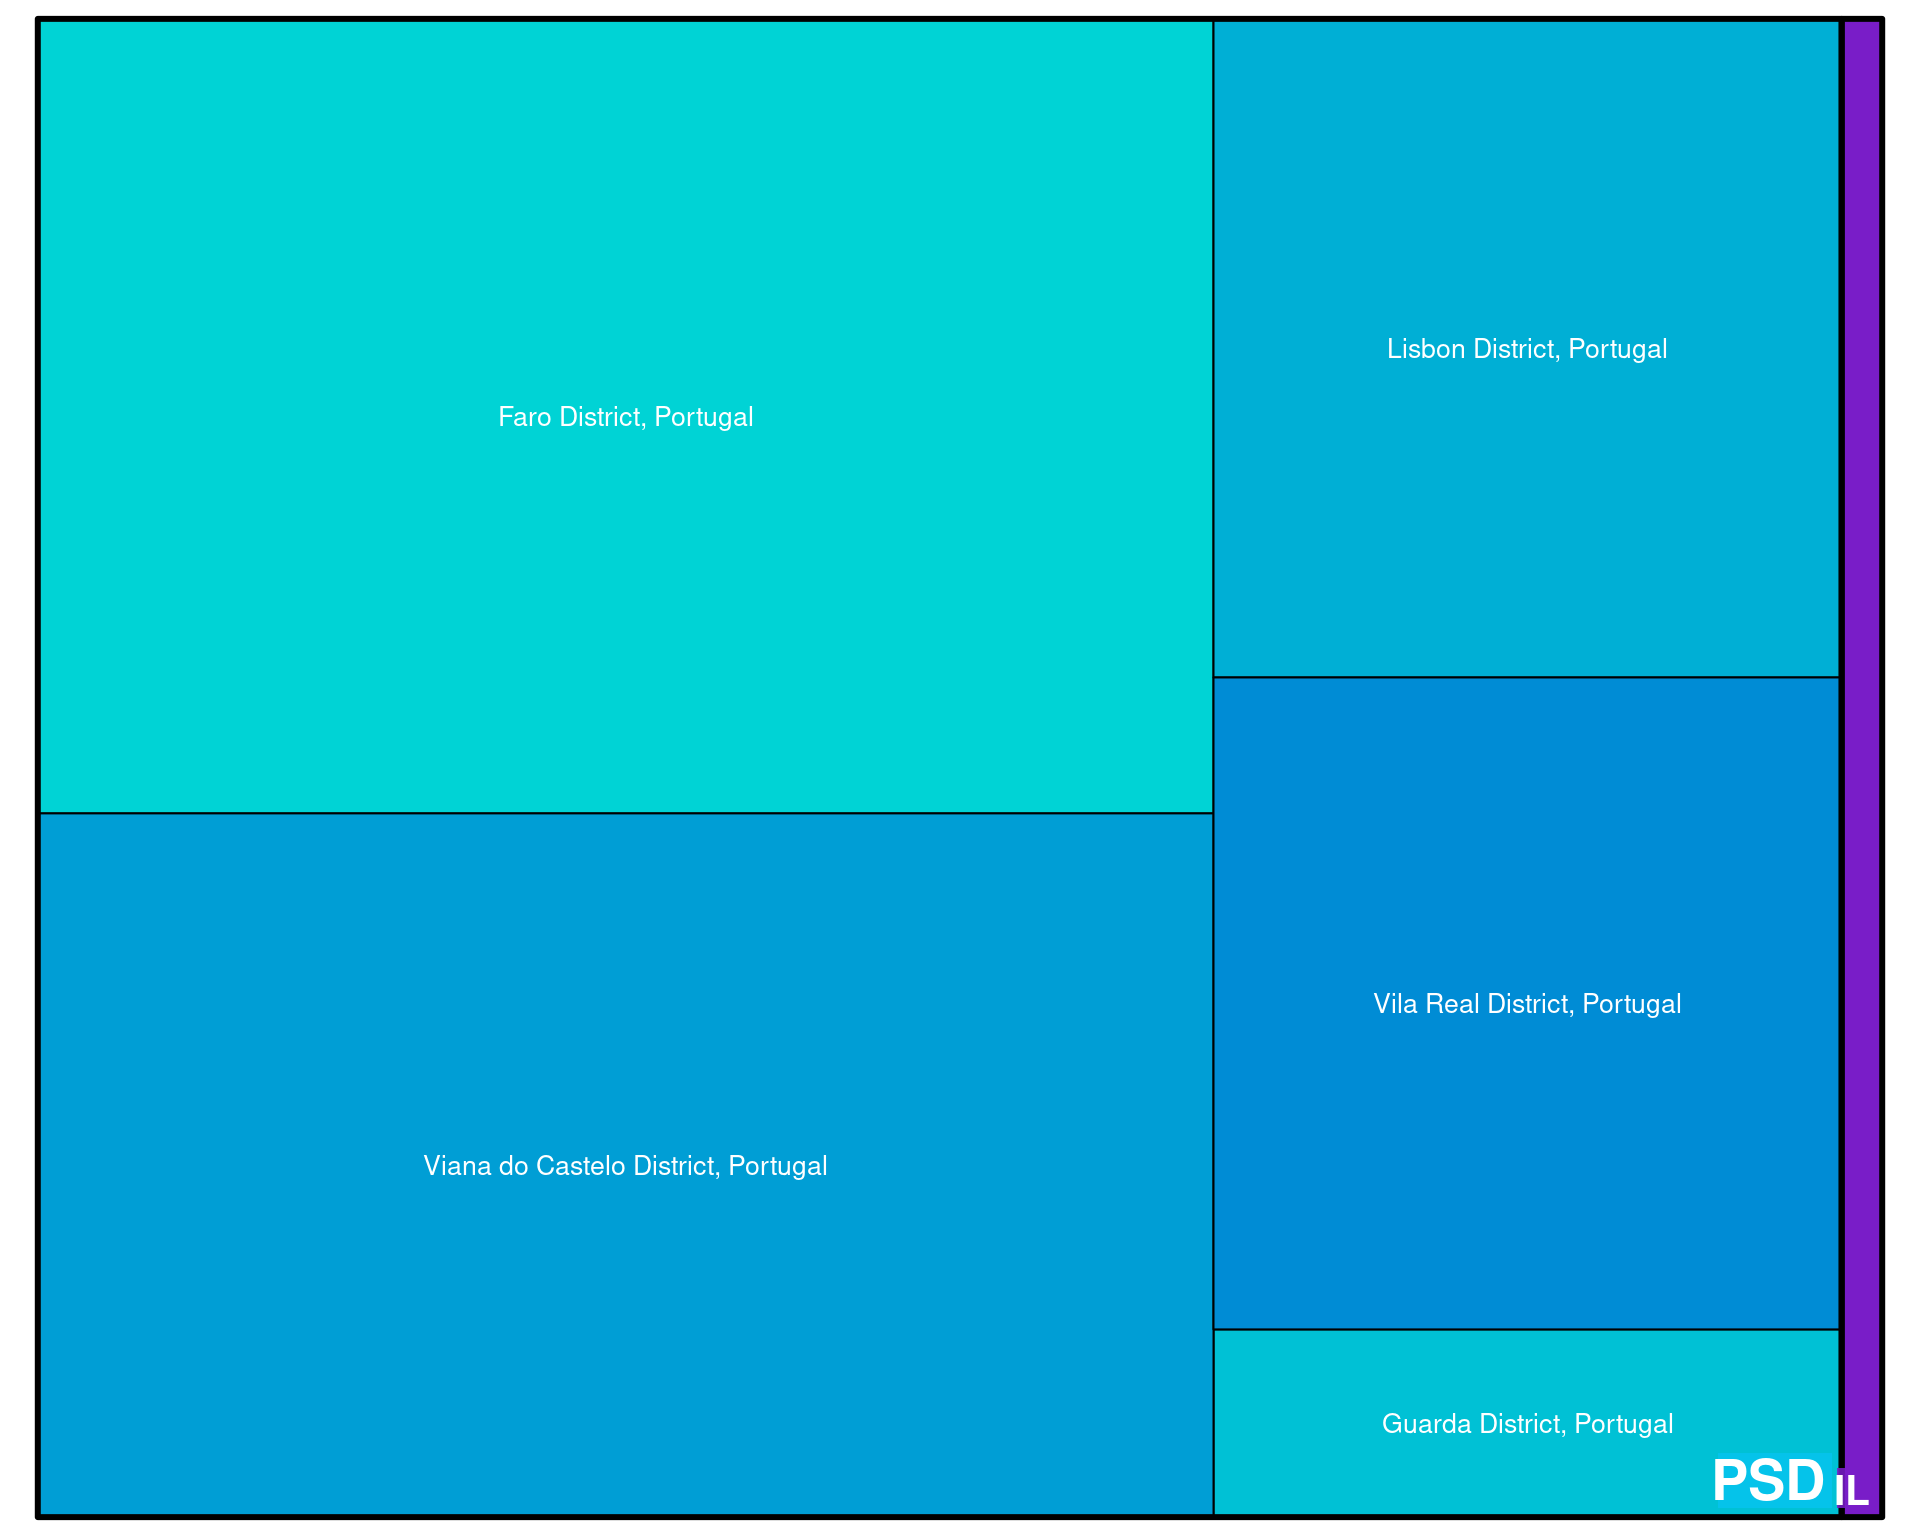 Faro District, Portugal
Lisbon District, Portugal
Viana do Castelo District, Portugal
Vila Real District, Portugal
Guarda District, Portugal
PSD
IL